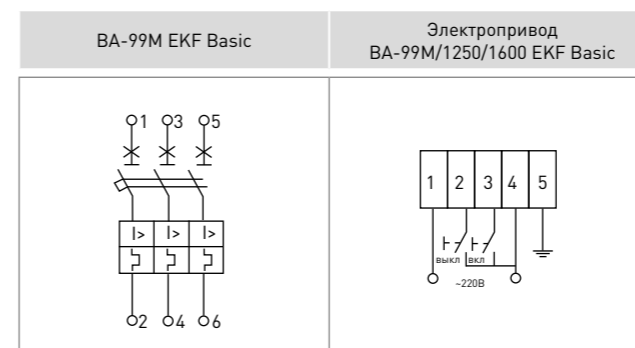 ВА-99М EKF Basic
Электропривод
ВА-99М/1250/1600 EKF Basic
1 3 5
I> I> I>
2 4 6
1 2 3 4 5
выкл вкл
~220В